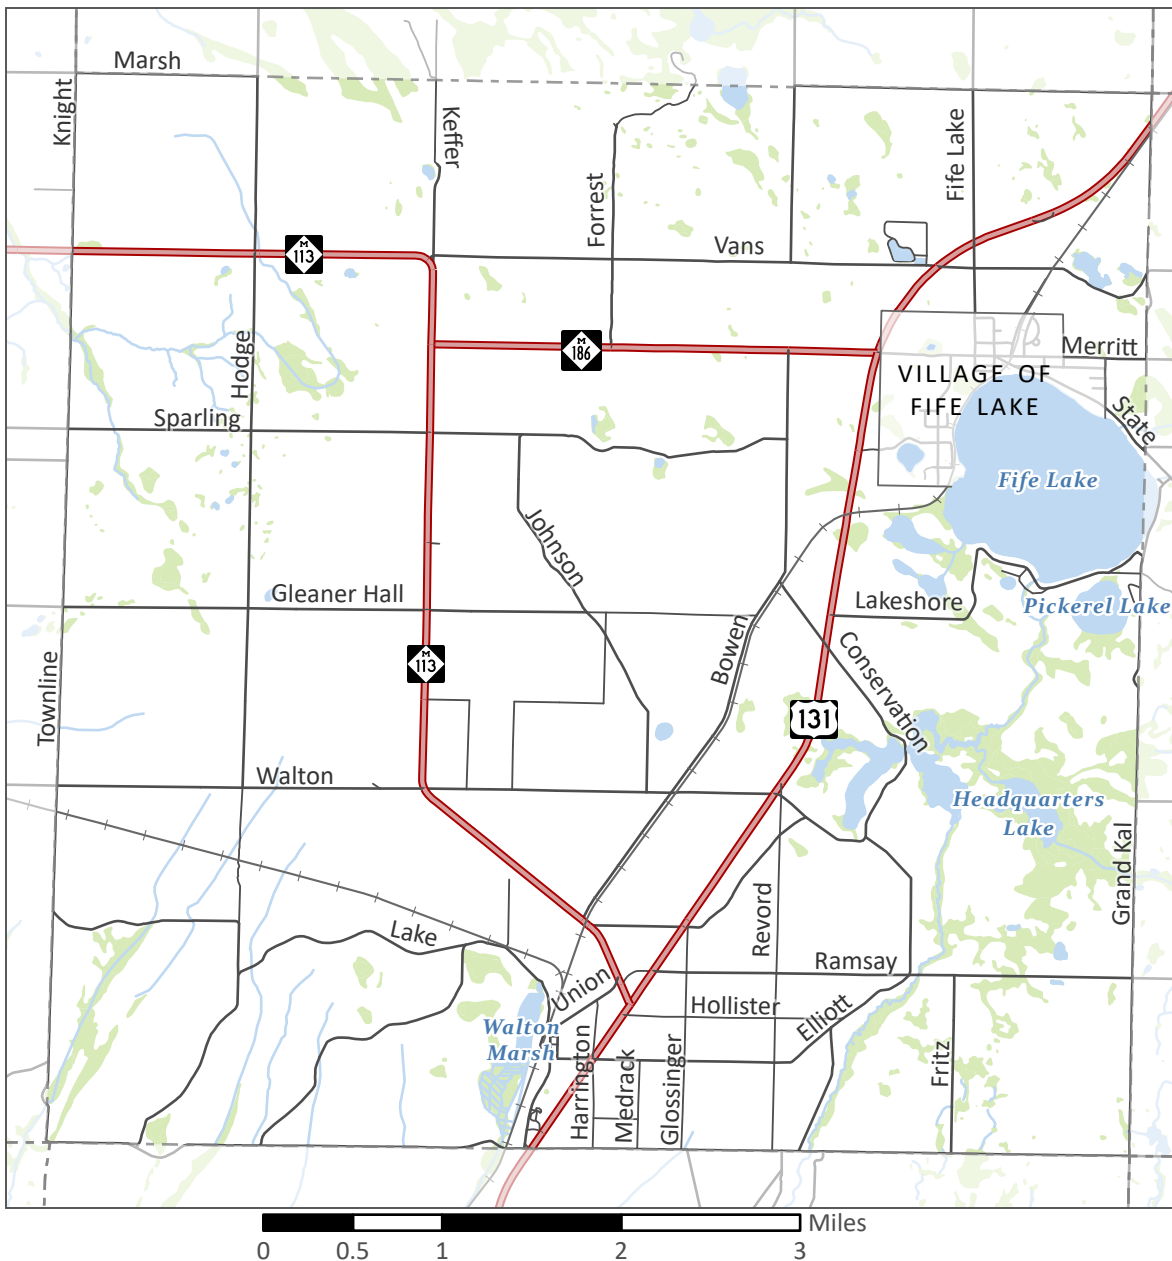 Marsh
Knight
Keffer
Forrest
Fife Lake
Vans
M
113
M
186
Hodge
Merritt
VILLAGE OF
FIFE LAKE
State
Sparling
Fife Lake
Johnson
Gleaner Hall
Lakeshore
Pickerel Lake
Bowen
Conservation
M
113
Townline
131
Walton
Headquarters
Lake
Grand Kal
Revord
Lake
Ramsay
Union
Hollister
Elliott
Walton
Marsh
Harrington
Medrack
Glossinger
Fritz
Miles
0 0.5 1 2 3